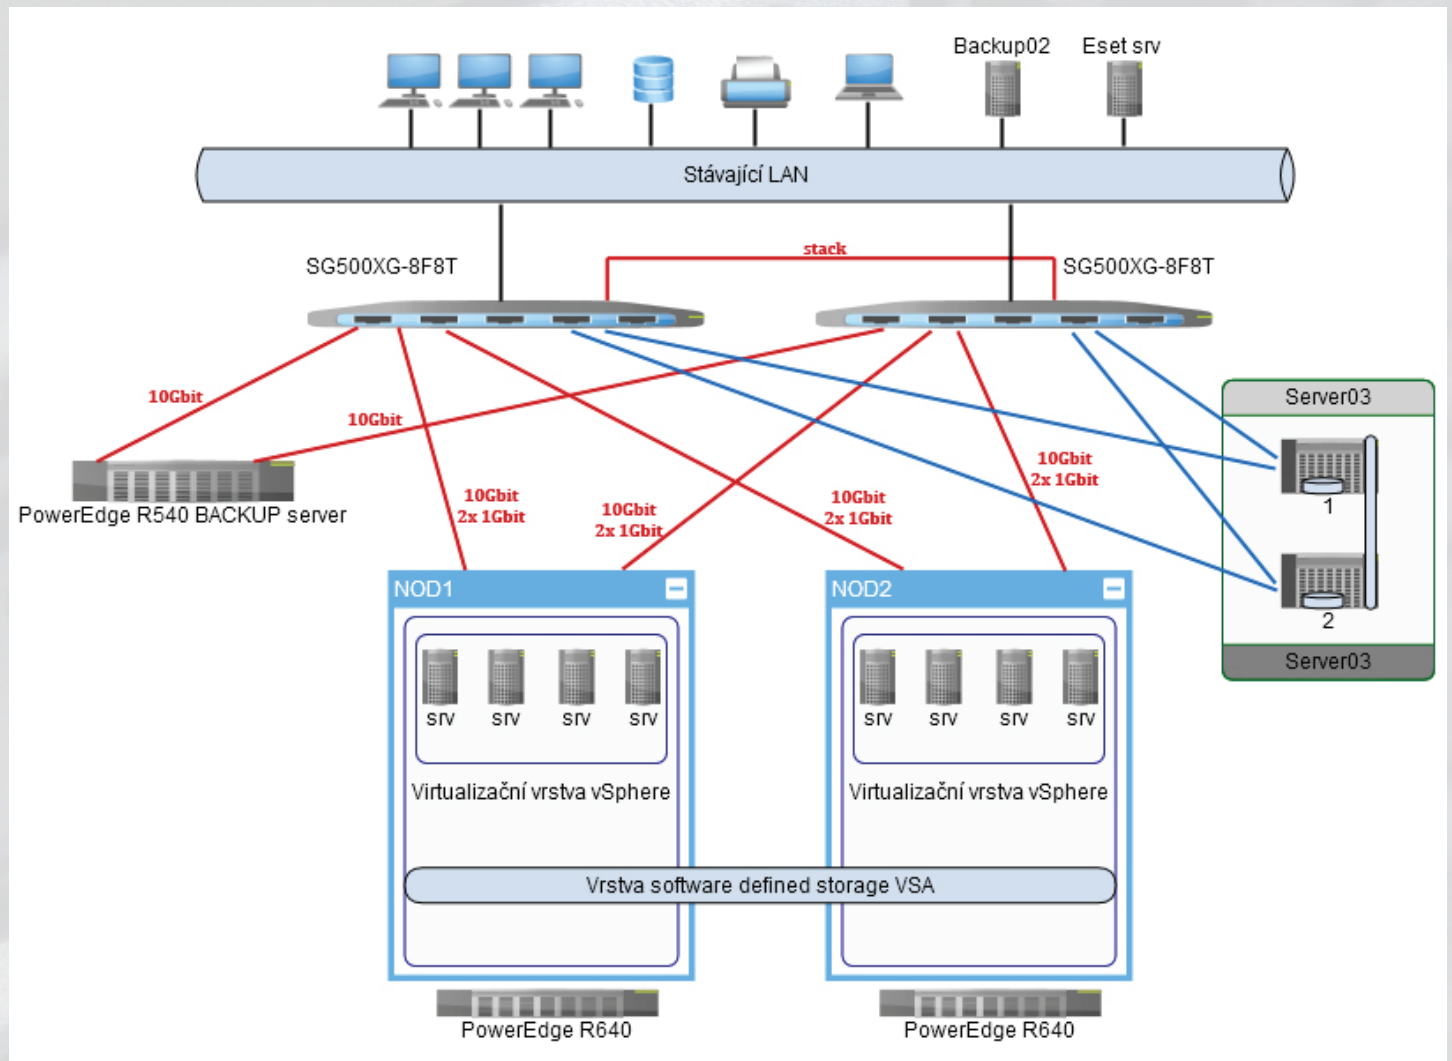 Backup02
Eset srv
Stávající LAN
stack
SG500XG-8F8T
SG500XG-8F8T
10Gbit
10Gbit
Server03
1
2
Server03
10Gbit
2x 1Gbit
10Gbit
2x 1Gbit
10Gbit
2x 1Gbit
10Gbit
2x 1Gbit
PowerEdge R540 BACKUP server
NOD1
srv
srv
srv
srv
Virtualizační vrstva vSphere
NOD2
srv
srv
srv
srv
Virtualizační vrstva vSphere
Vrstva software defined storage VSA
PowerEdge R640
PowerEdge R640